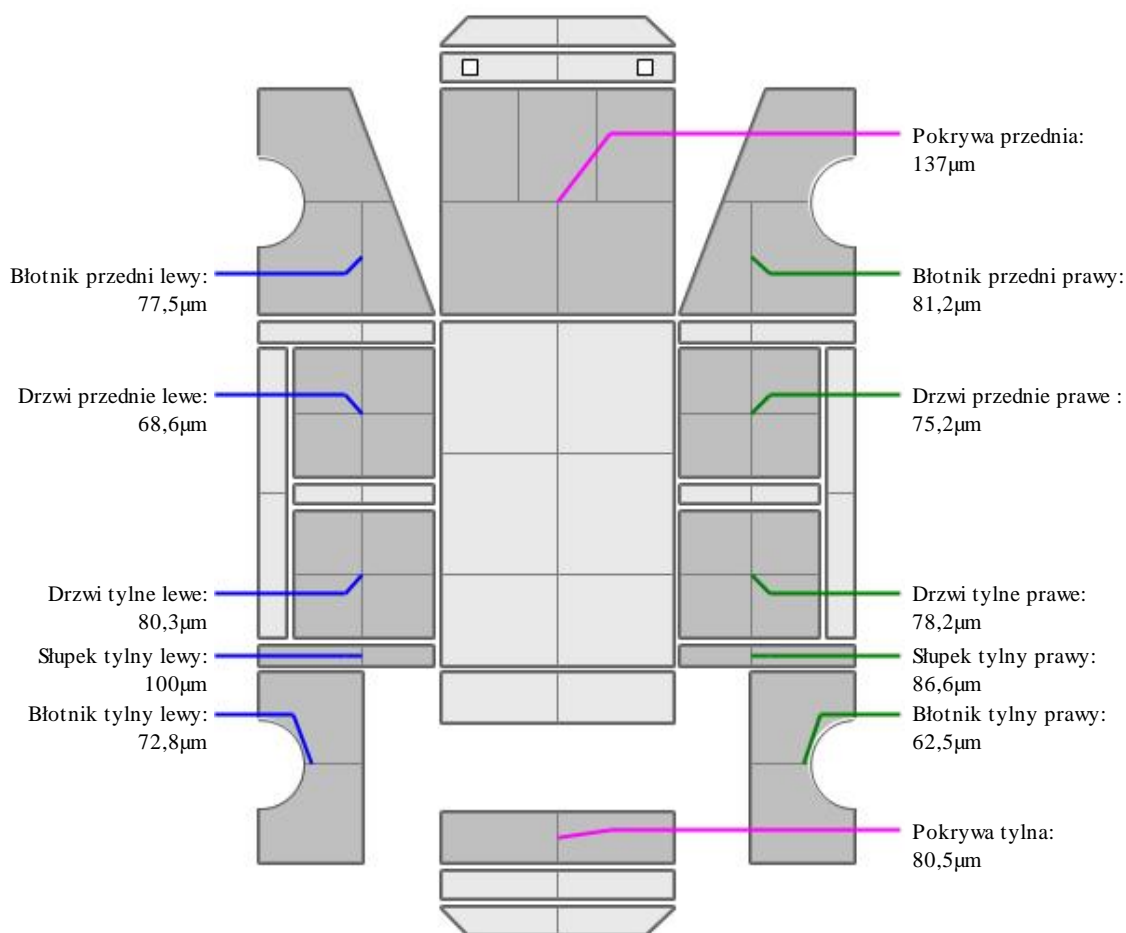 Pokrywa przednia:
137µm
Błotnik przedni lewy:
77,5µm
Błotnik przedni prawy:
81,2µm
Drzwi przednie lewe:
68,6µm
Drzwi przednie prawe :
75,2µm
Drzwi tylne lewe:
80,3µm
Drzwi tylne prawe:
78,2µm
Słupek tylny lewy:
100µm
Słupek tylny prawy:
86,6µm
Błotnik tylny lewy:
72,8µm
Błotnik tylny prawy:
62,5µm
Pokrywa tylna:
80,5µm